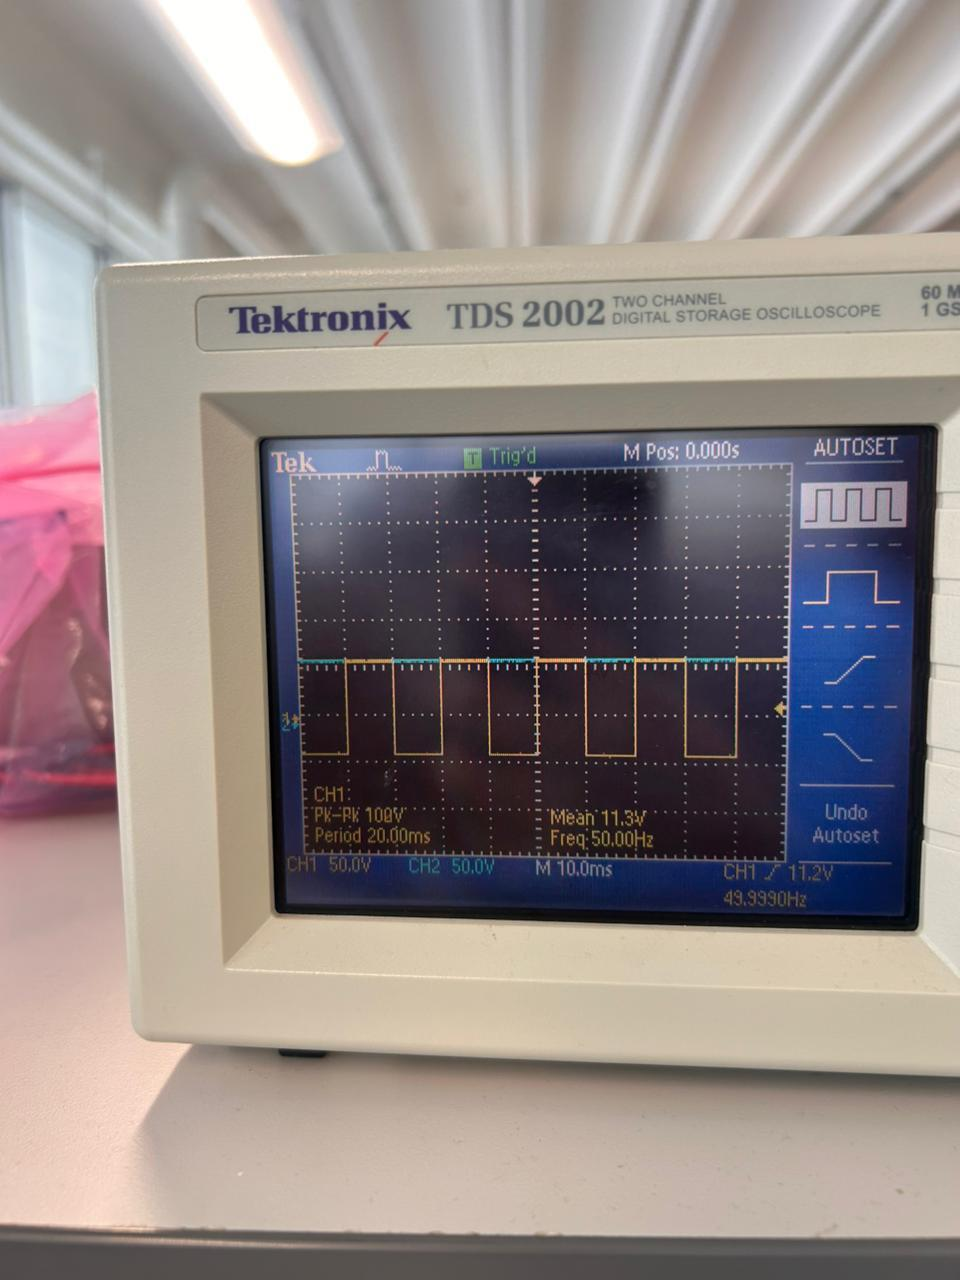 Tektronix TDS 2002 TWO CHANNEL
DIGITAL STORAGE OSCILLOSCOPE
60 M
1 GS
Tek T Trig'd M Pos: 0.000s AUTOSET
CH1:
Pk-Pk 100V Mean 11.3V
Period 20.00ms Freq 50.00Hz
Undo
Autoset
CH1 50.0V CH2 50.0V M 10.0ms CH1 11.2V
49.9990Hz